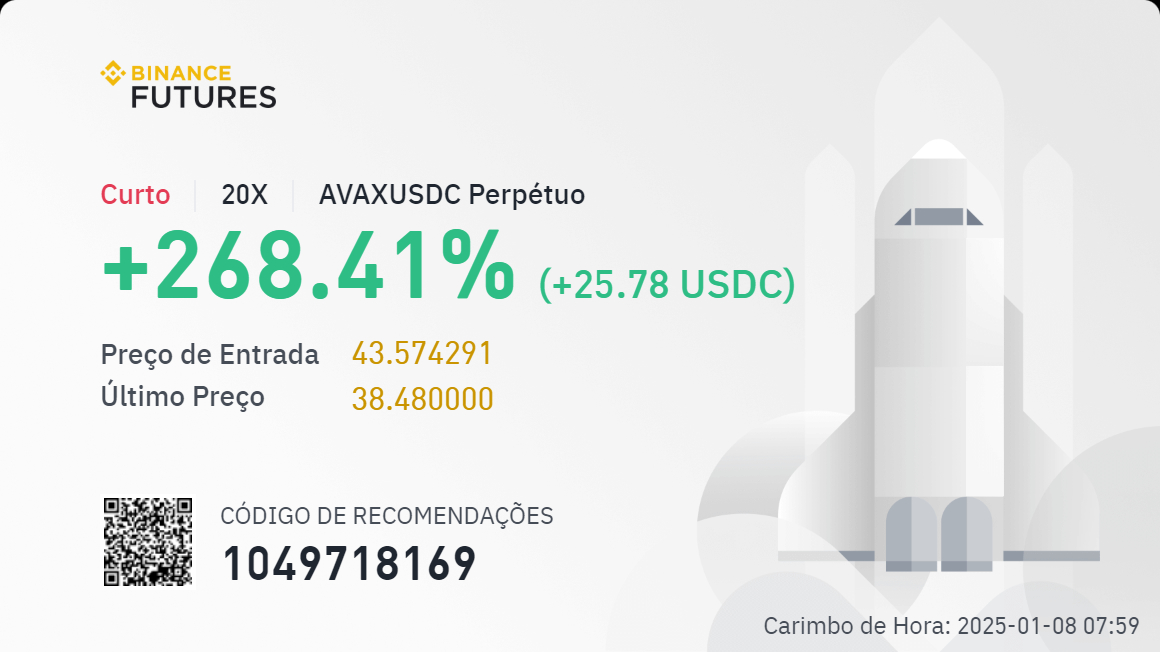 BINANCE
FUTURES
Curto | 20X | AVAXUSDC Perpétuo
+268.41% (+25.78 USDC)
Preço de Entrada 43.574291
Último Preço 38.480000
CÓDIGO DE RECOMENDAÇÕES
1049718169
Carimbo de Hora: 2025-01-08 07:59